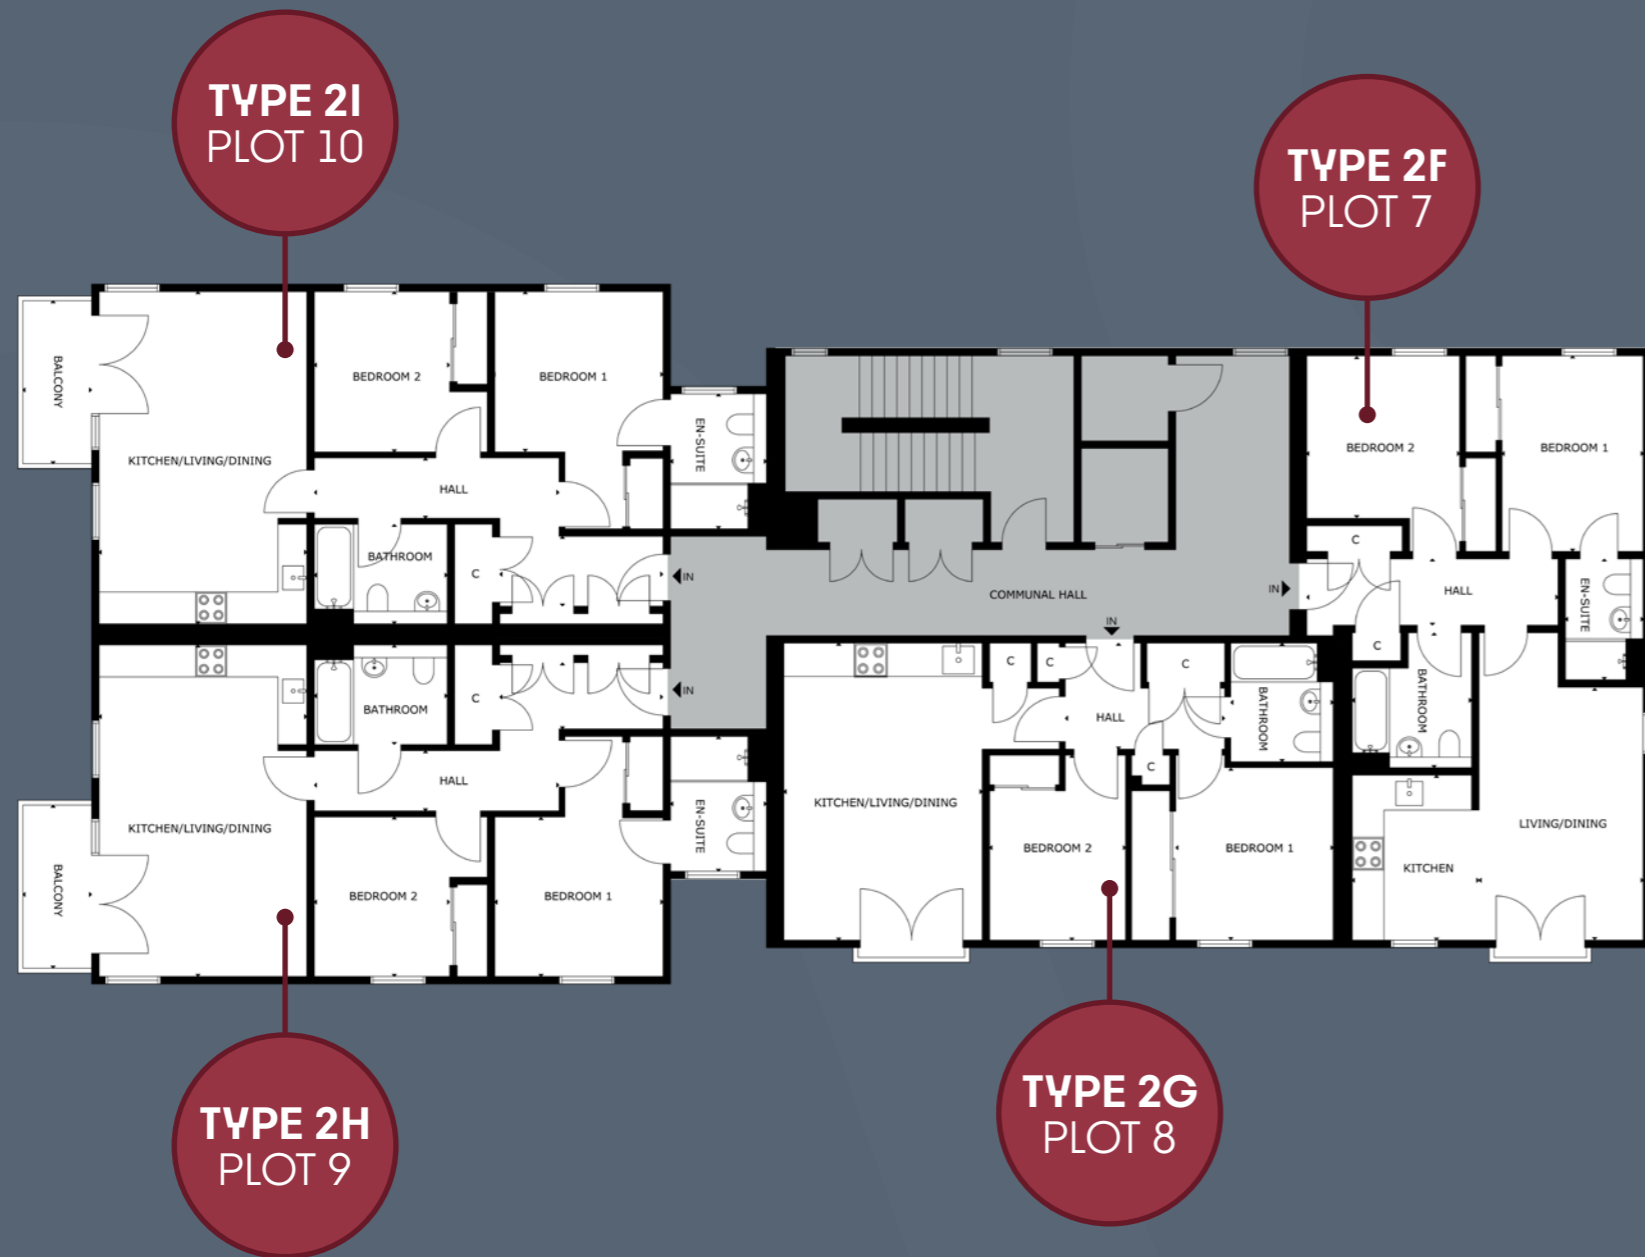 TYPE 2I
PLOT 10
TYPE 2F
PLOT 7
BALCONY
KITCHEN/LIVING/DINING
BEDROOM 2
BEDROOM 1
EN-SUITE
HALL
BATHROOM
C
IN
COMMUNAL HALL
IN
IN
BEDROOM 2
BEDROOM 1
C
HALL
EN-SUITE
C
BATHROOM
LIVING/DINING
KITCHEN
IN
C
BATHROOM
HALL
KITCHEN/LIVING/DINING
BALCONY
BEDROOM 2
BEDROOM 1
EN-SUITE
C
C
C
HALL
BATHROOM
C
KITCHEN/LIVING/DINING
BEDROOM 2
BEDROOM 1
TYPE 2H
PLOT 9
TYPE 2G
PLOT 8